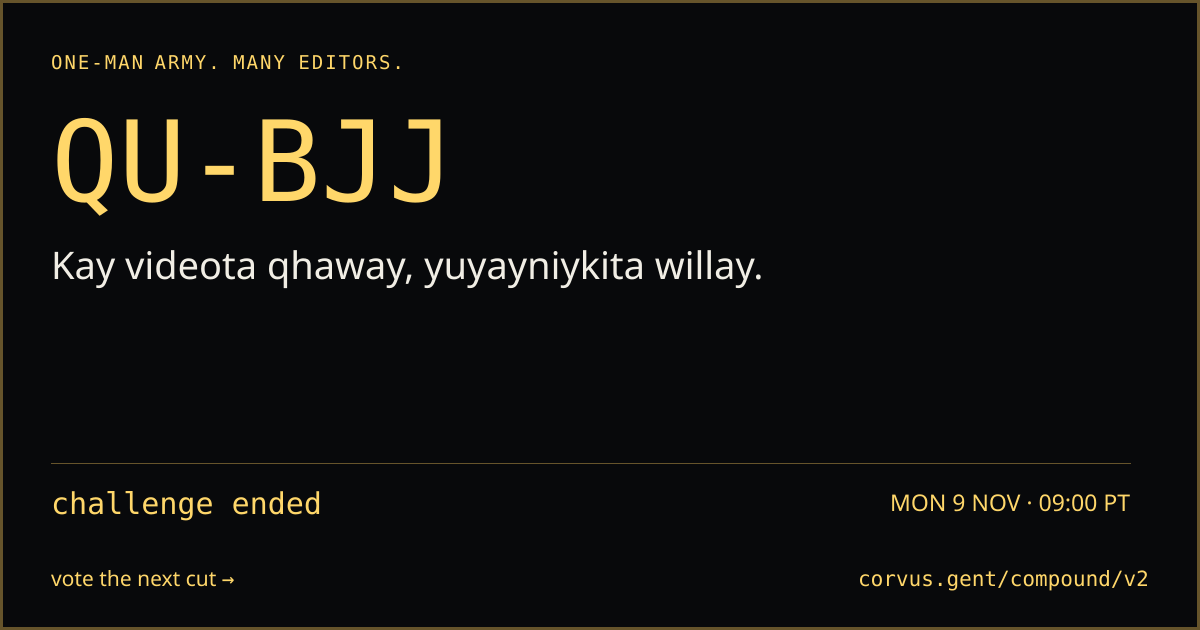 ONE-MAN ARMY. MANY EDITORS.
QU-BJJ
Kay videota qhaway, yuyayniykita willay.
challenge ended
MON 9 NOV · 09:00 PT
vote the next cut →
corvus.gent/compound/v2